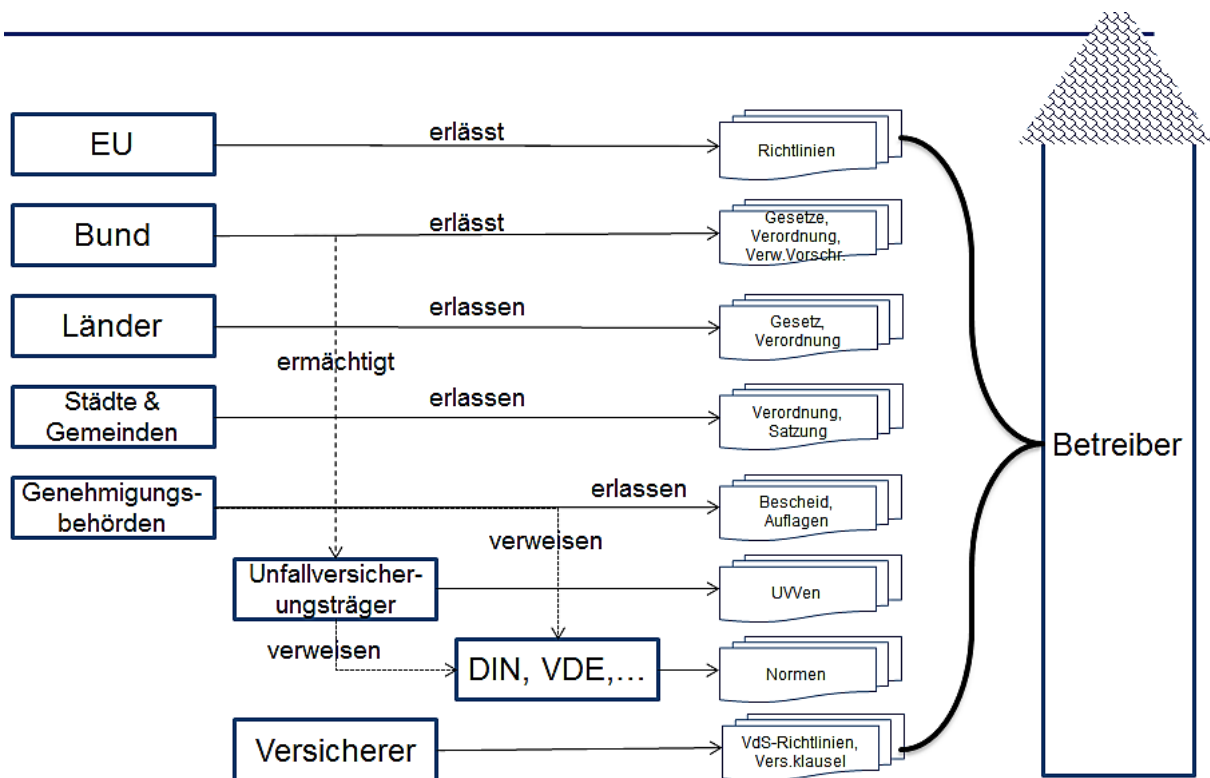 EU
erlässt
Richtlinien
Bund
erlässt
Gesetze,
Verordnung,
Verw.Vorschr.
Länder
erlassen
Gesetz,
Verordnung
ermächtigt
Städte &
Gemeinden
erlassen
Verordnung,
Satzung
Betreiber
Genehmigungs-
behörden
erlassen
Bescheid,
Auflagen
verweisen
Unfallversicher-
ungsträger
UVVen
verweisen
DIN, VDE,...
Normen
Versicherer
VdS-Richtlinien,
Vers.klausel